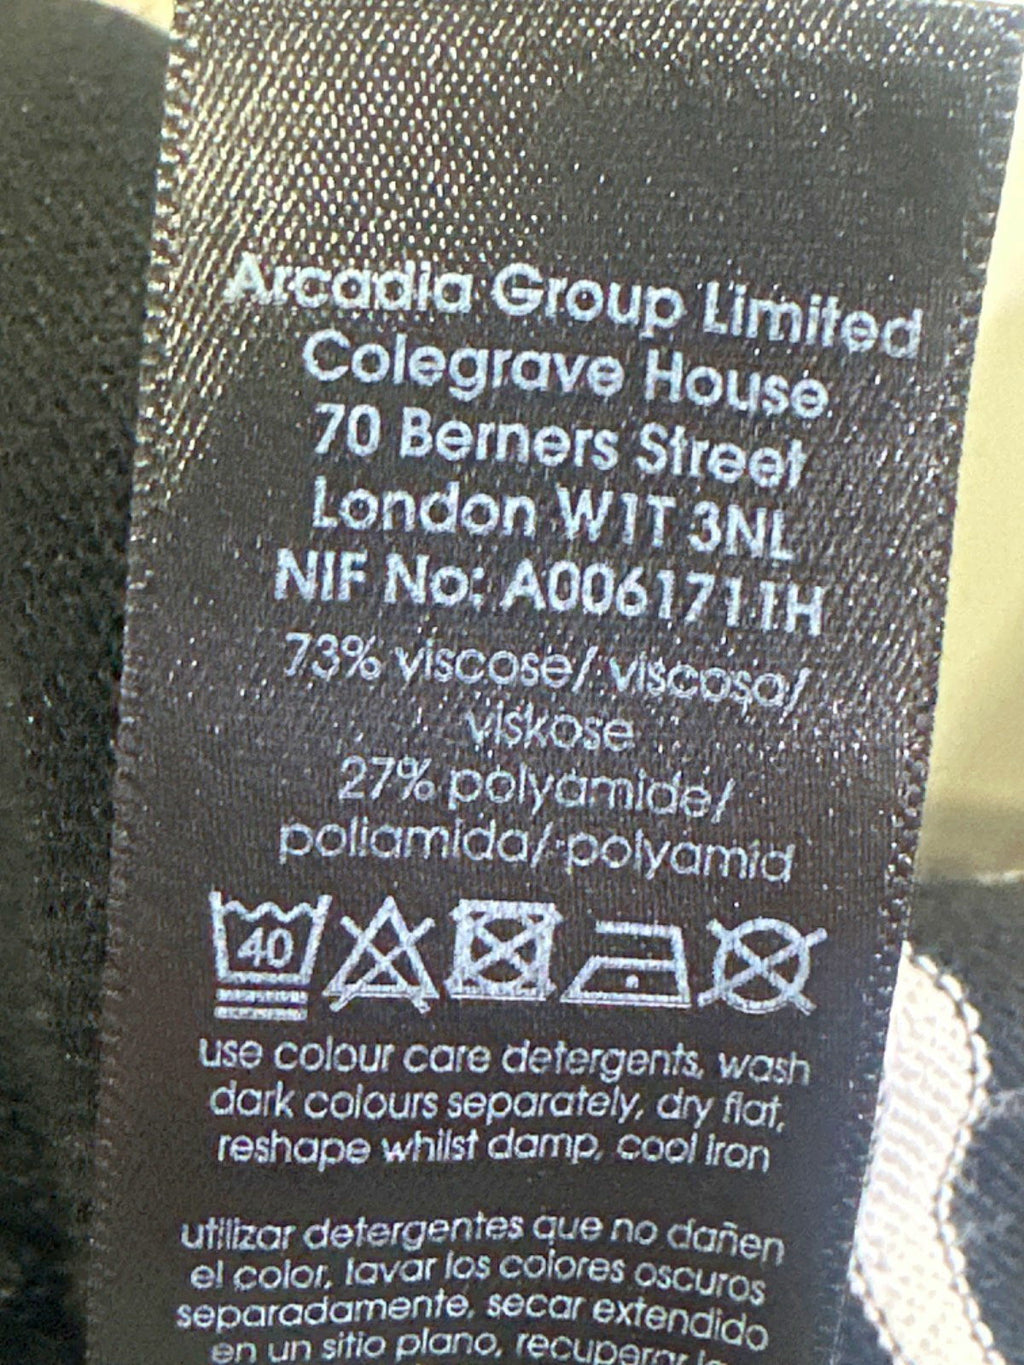 Arcadia Group Limited
Colegrave House
70 Berners Street
London W1T 3NL
NIF No: A0061711H
73% viscose/ viscosa/
viskose
27% polyamide/
poliamida/ polyamid
40
use colour care detergents, wash
dark colours separately, dry flat,
reshape whilst damp, cool iron
utilizar detergentes que no dañen
el color, lavar los colores oscuros
separadamente, secar extendido
en un sitio plano, recuperar